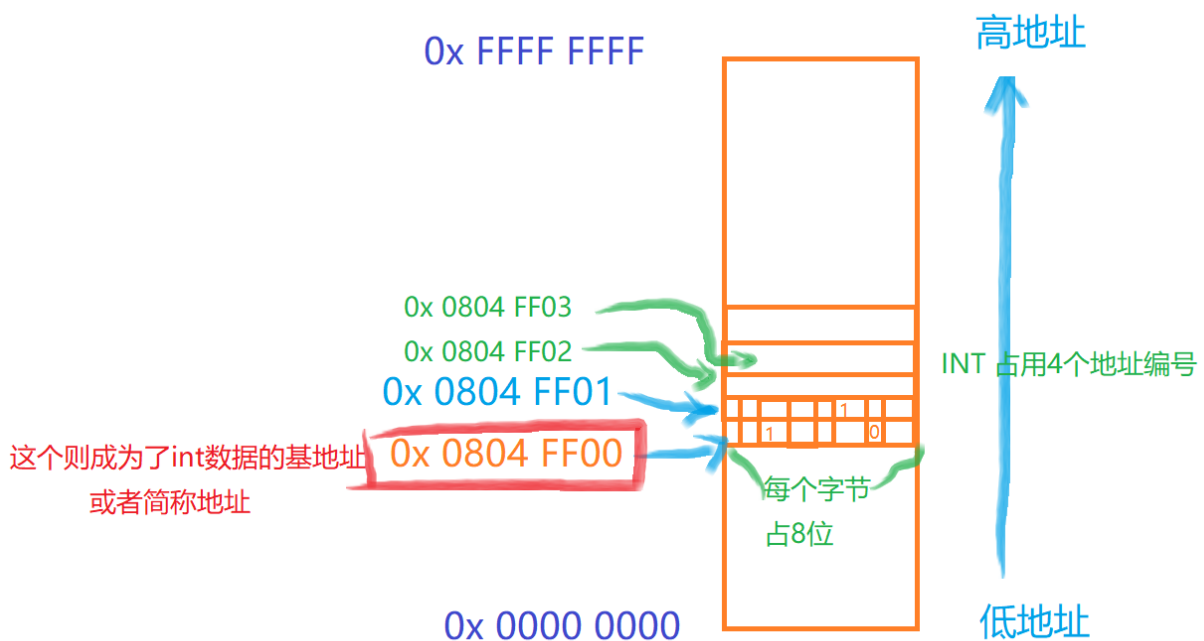 高地址
0x FFFF FFFF
0x 0804 FF03
0x 0804 FF02
INT 占用4个地址编号
0x 0804 FF01
1
1
0
0x 0804 FF00
这个则成为了int数据的基地址
或者简称地址
每个字节
占8位
0x 0000 0000
低地址